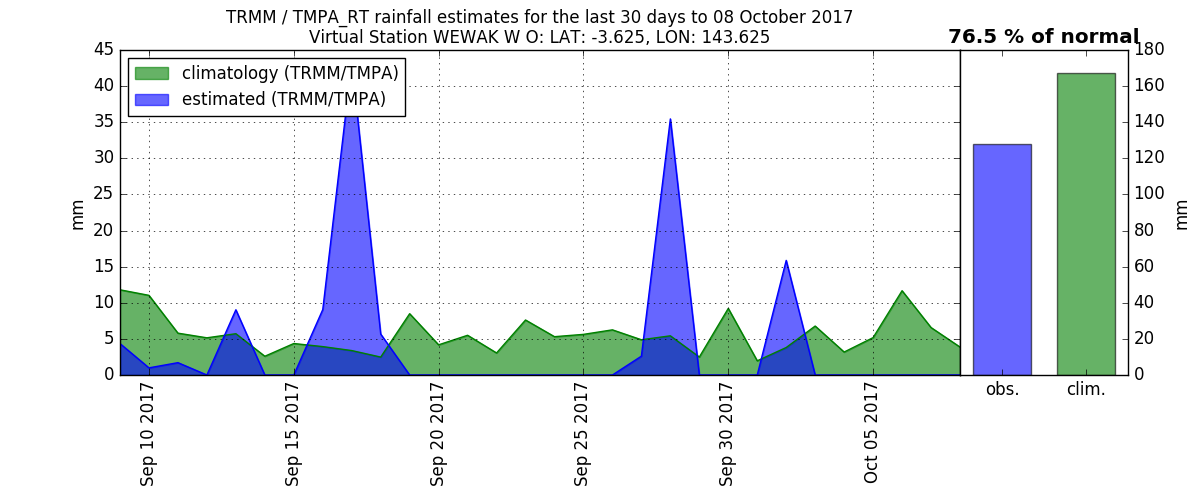 TRMM / TMPA_RT rainfall estimates for the last 30 days to 08 October 2017
Virtual Station WEWAK W O: LAT: -3.625, LON: 143.625
76.5 % of normal
climatology (TRMM/TMPA)
estimated (TRMM/TMPA)
mm
45
40
35
30
25
20
15
10
5
0
Sep 10 2017
Sep 15 2017
Sep 20 2017
Sep 25 2017
Sep 30 2017
Oct 05 2017
obs.
clim.
180
160
140
120
100
80
60
40
20
0
mm